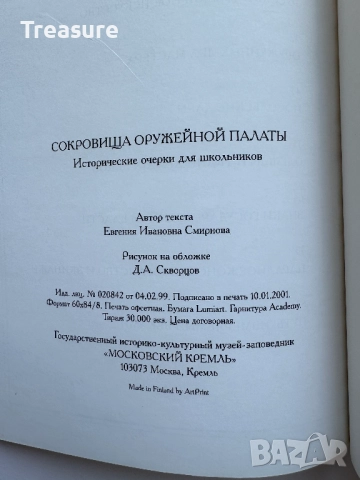 Treasure
СОКРОВИЩА ОРУЖЕЙНОЙ ПАЛАТЫ
Исторические очерки для школьников
Автор текста
Евгения Ивановна Смирнова
Рисунок на обложке
Д.А. Скворцов
Изд. лиц. № 020842 от 04.02.99. Подписано в печать 10.01.2001.
Формат 60х84/8. Печать офсетная. Бумага Lumiart. Гарнитура Academy.
Тираж 30.000 экз. Цена договорная.
Государственный историко-культурный музей-заповедник
«МОСКОВСКИЙ КРЕМЛЬ»
103073 Москва, Кремль
Made in Finland by ArtPrint
BAZAR
bg